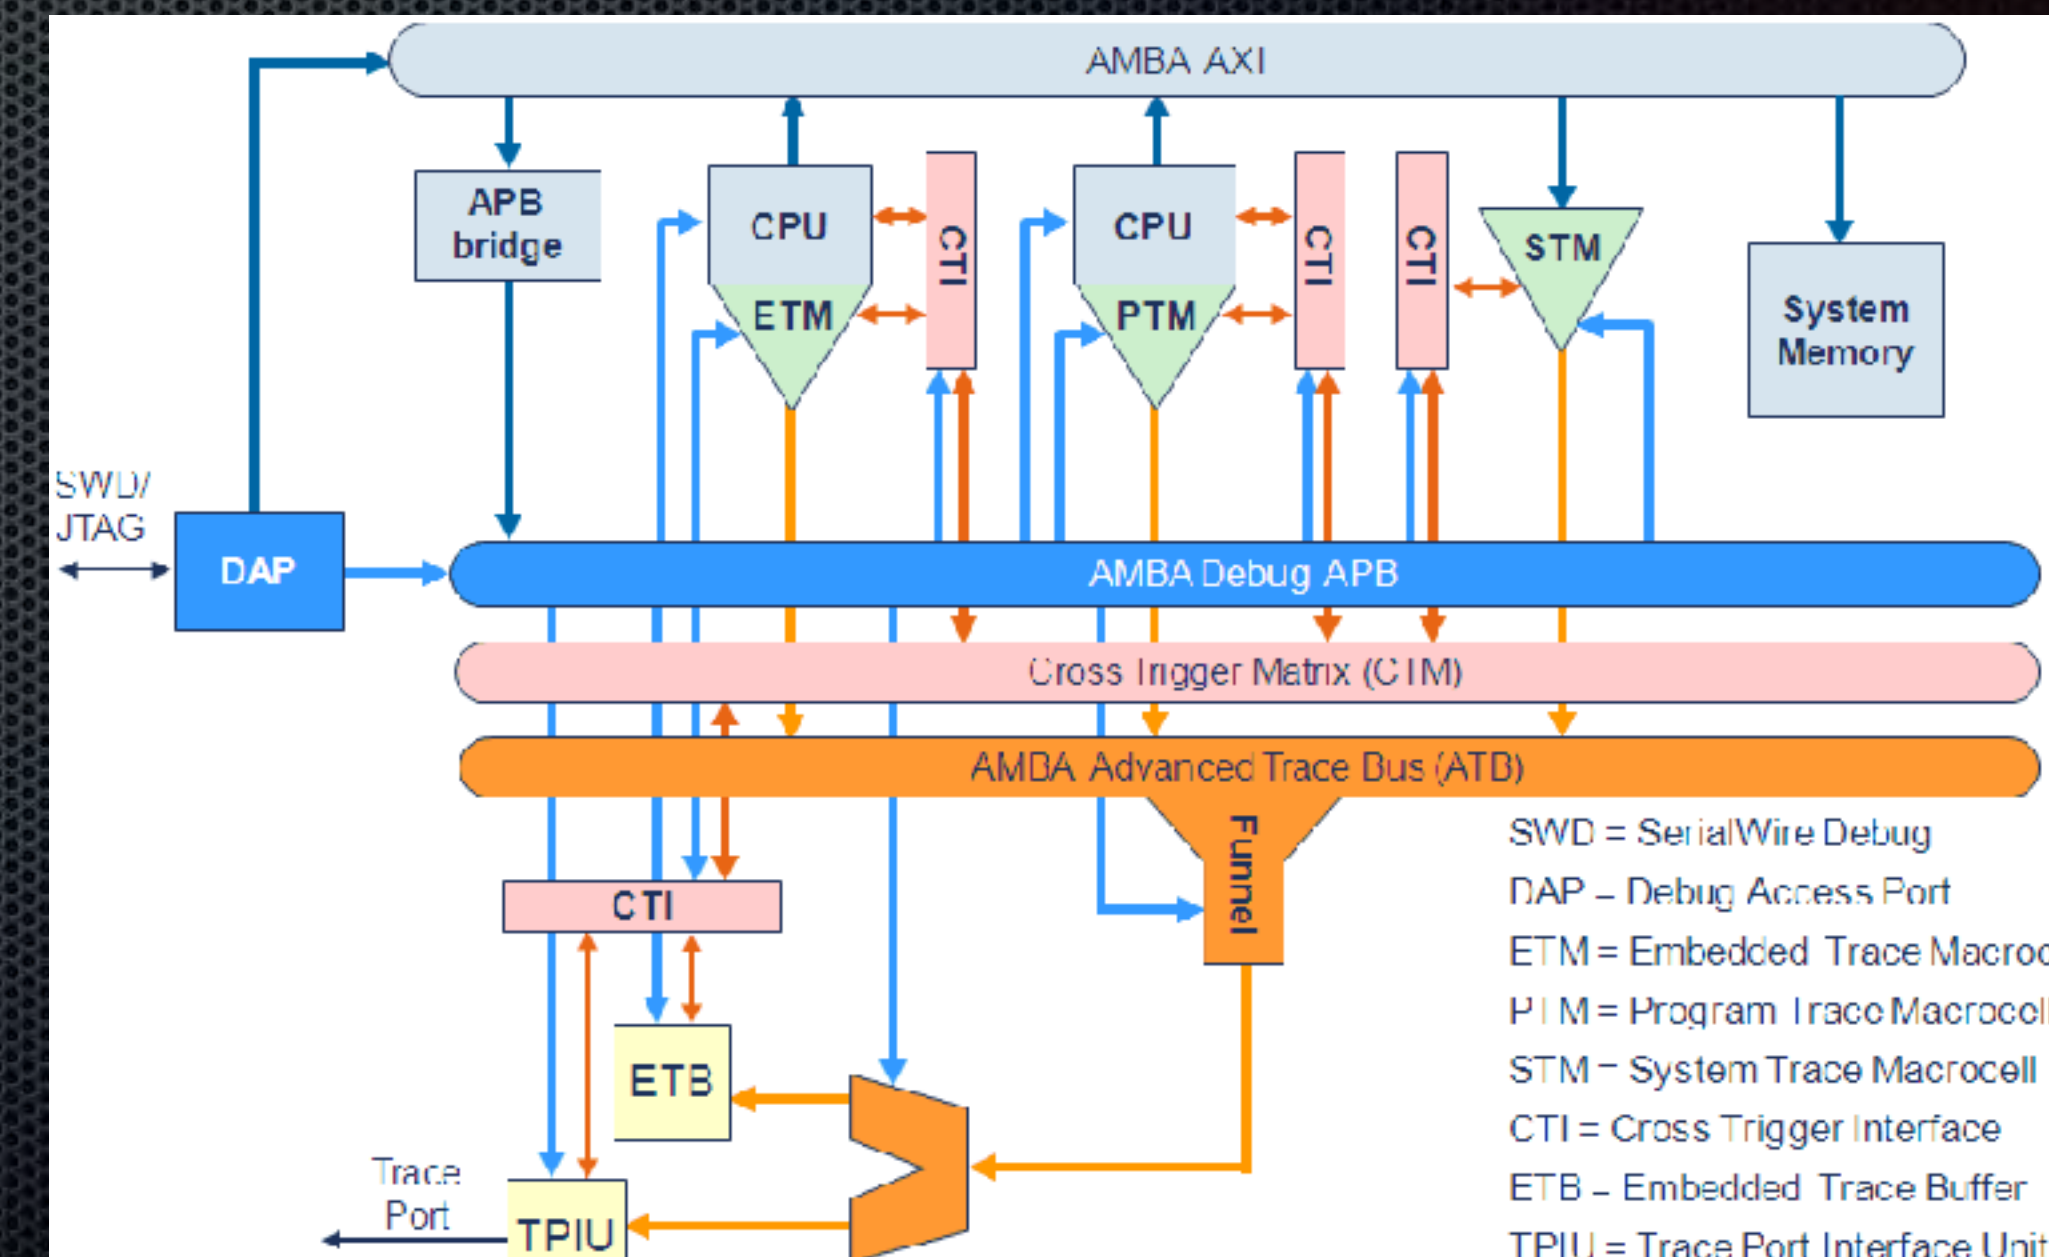 AMBA AXI
APB
bridge
CPU
ETM
CTI
CPU
PTM
CTI
CTI
STM
System
Memory
SWD/
JTAG
DAP
AMBA Debug APB
Cross Trigger Matrix (CTM)
AMBA Advanced Trace Bus (ATB)
Funnel
CTI
ETB
Trace
Port
TPIU
SWD = Serial Wire Debug
DAP = Debug Access Port
ETM = Embedded Trace
PTM = Program Trace Macrocell
STM = System Trace Macrocell
CTI = Cross Trigger Interface
ETB = Embedded Trace Buffer
TPIU = Trace Port Interface Unit